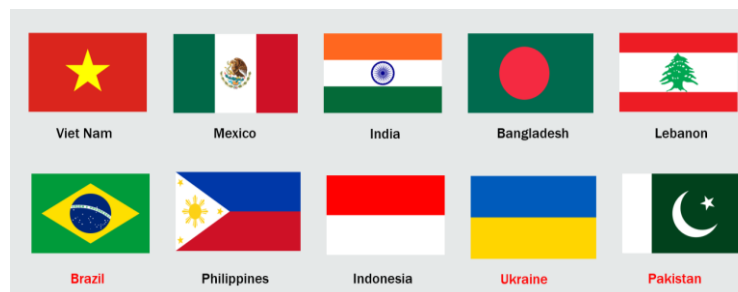 Viet Nam
Mexico
India
Bangladesh
Lebanon
Brazil
Philippines
Indonesia
Ukraine
Pakistan